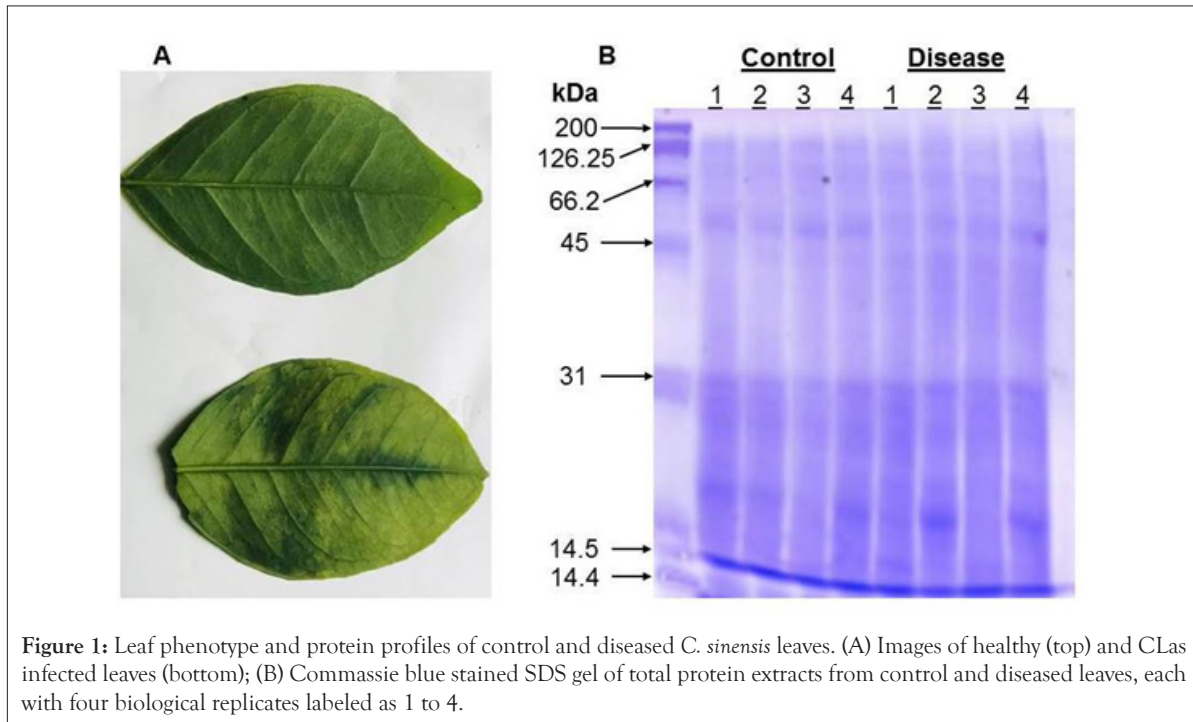 A
B
Control Disease
kDa
1 2 3 4 1 2 3 4
200
126.25
66.2
45
31
14.5
14.4
Figure 1: Leaf phenotype and protein profiles of control and diseased C. sinensis leaves. (A) Images of healthy (top) and CLas
infected leaves (bottom); (B) Commassie blue stained SDS gel of total protein extracts from control and diseased leaves, each
with four biological replicates labeled as 1 to 4.